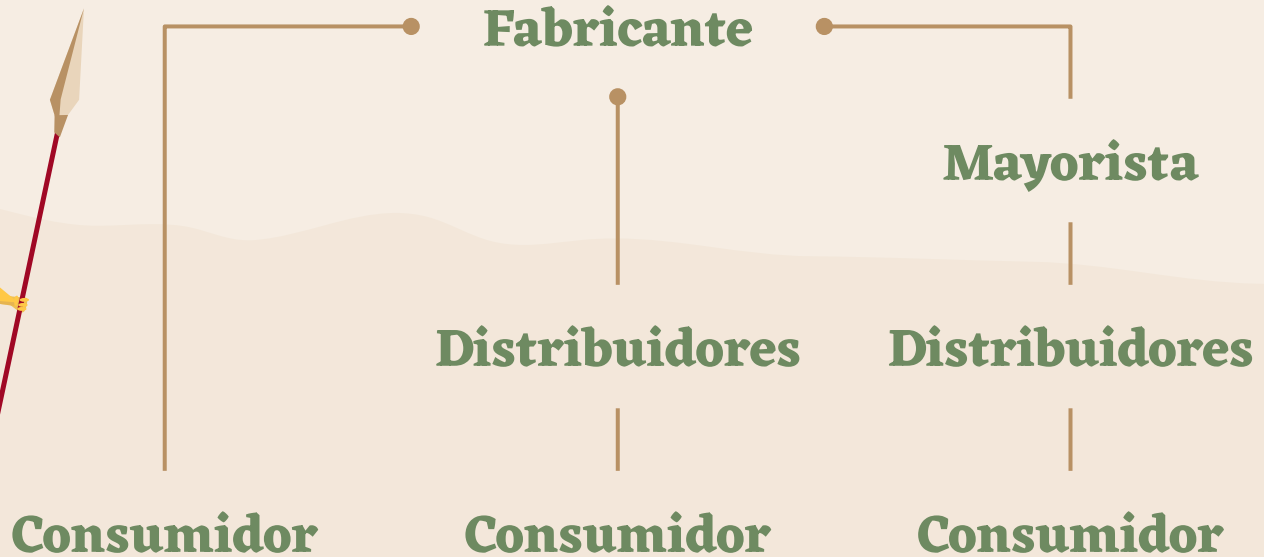 Fabricante
Mayorista
Distribuidores
Distribuidores
Consumidor
Consumidor
Consumidor